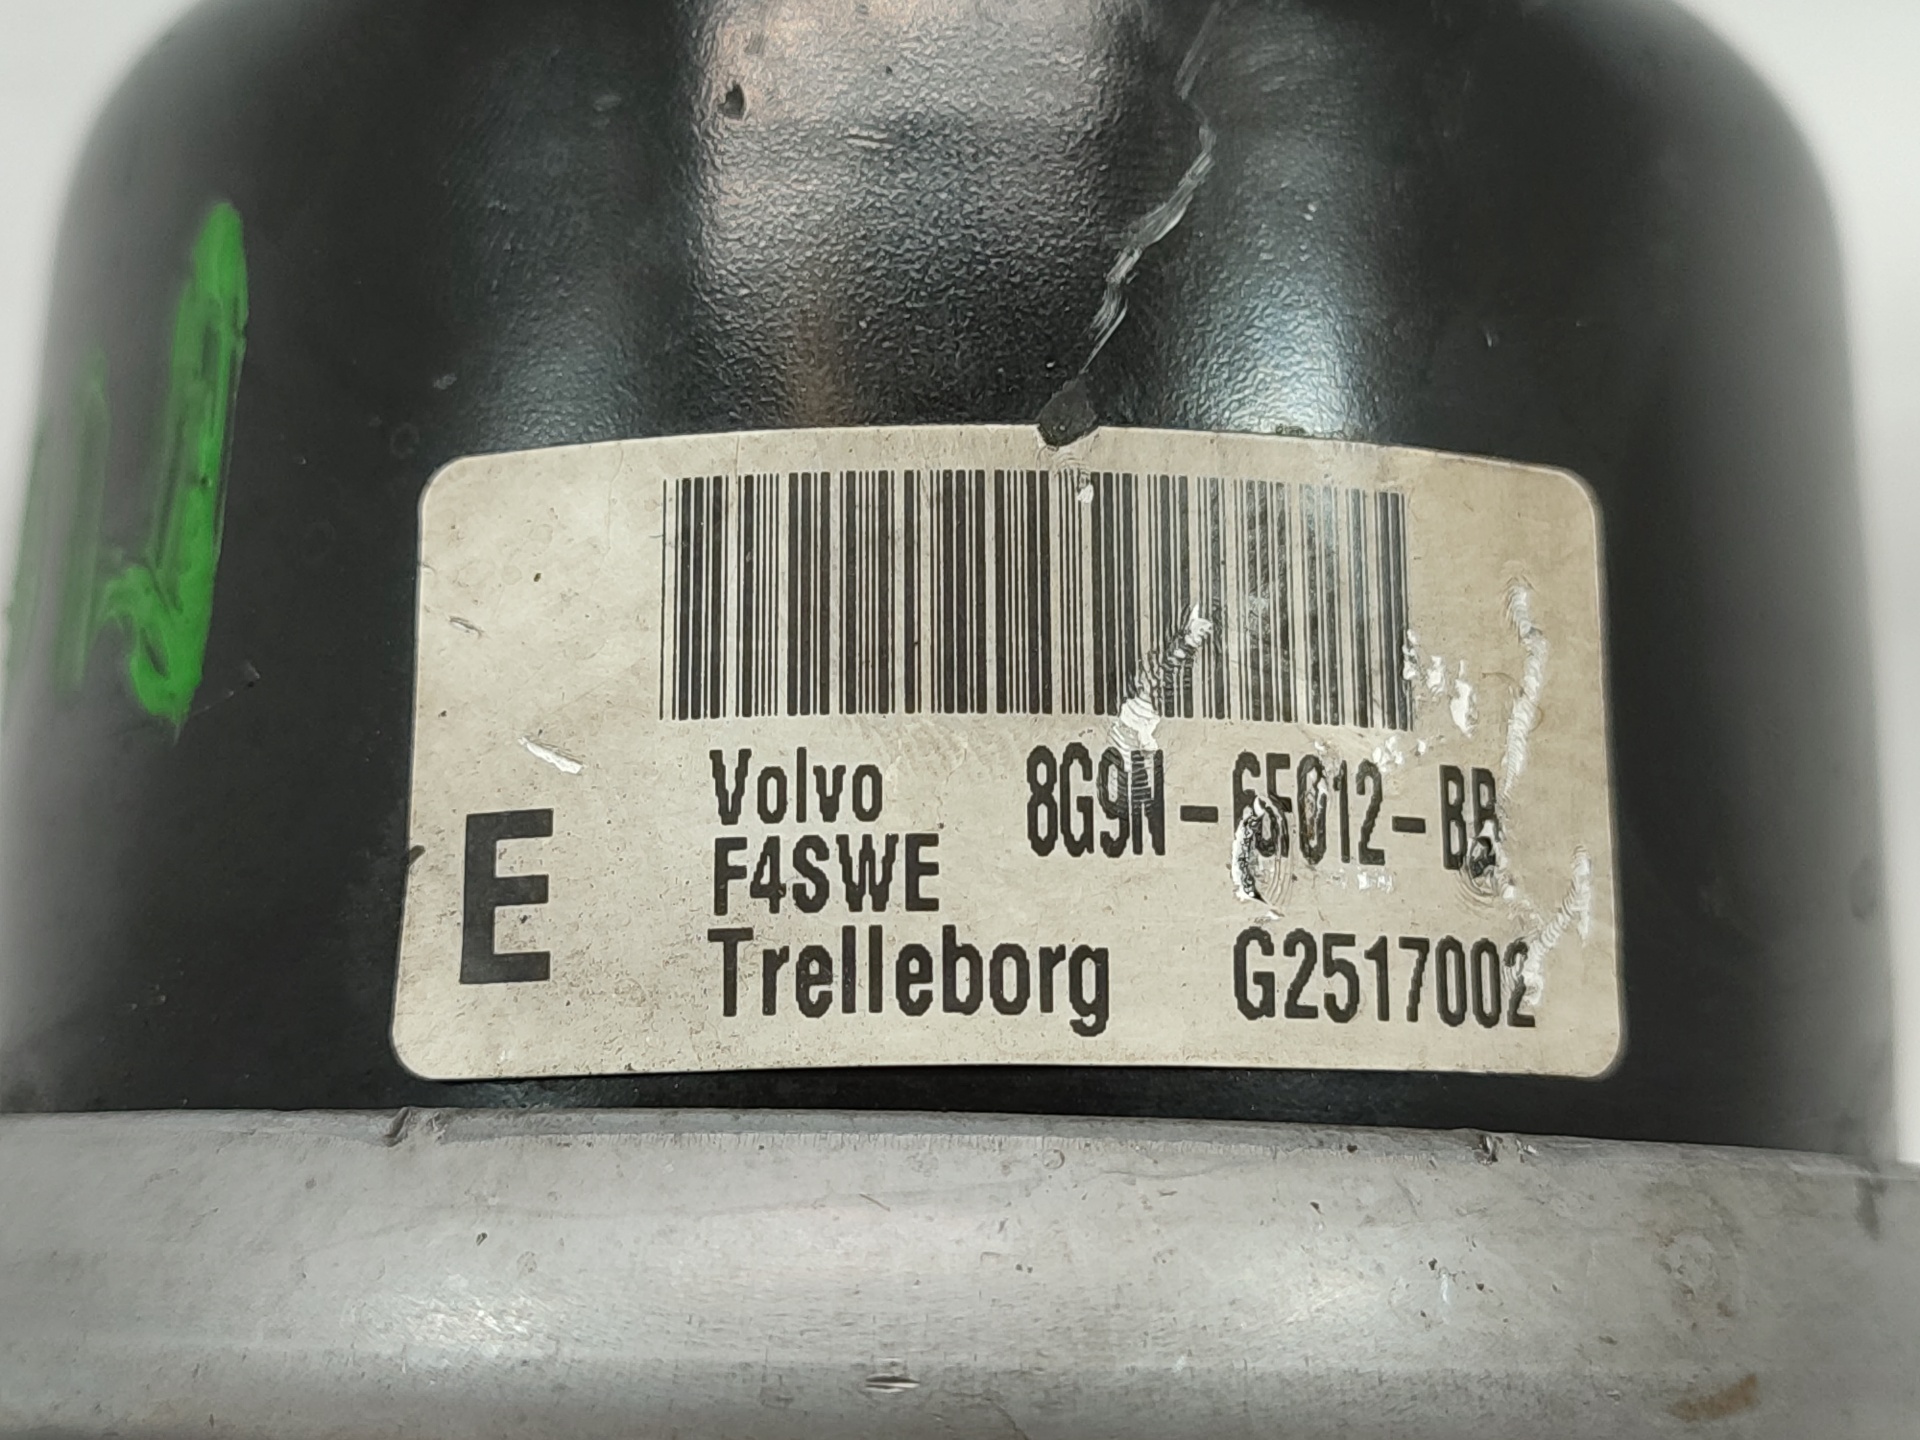 Volvo 8G9N-6F012-BB
F4SWE
E
Trelleborg G2517002